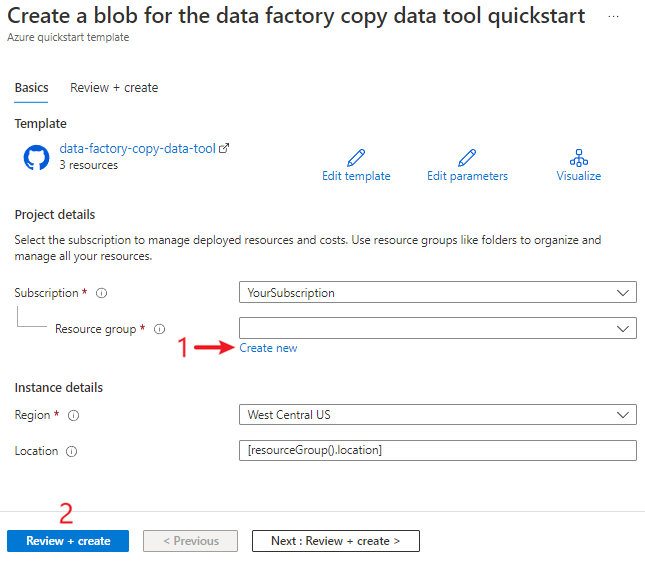 Create a blob for the data factory copy data tool quickstart ...
Azure quickstart template
Basics Review + create
Template
data-factory-copy-data-tool
3 resources
Edit template Edit parameters Visualize
Project details
Select the subscription to manage deployed resources and costs. Use resource groups like folders to organize and
manage all your resources.
Subscription * YourSubscription
Resource group *
1 Create new
Instance details
Region * West Central US
Location [resourceGroup().location]
2
Review + create < Previous Next : Review + create >